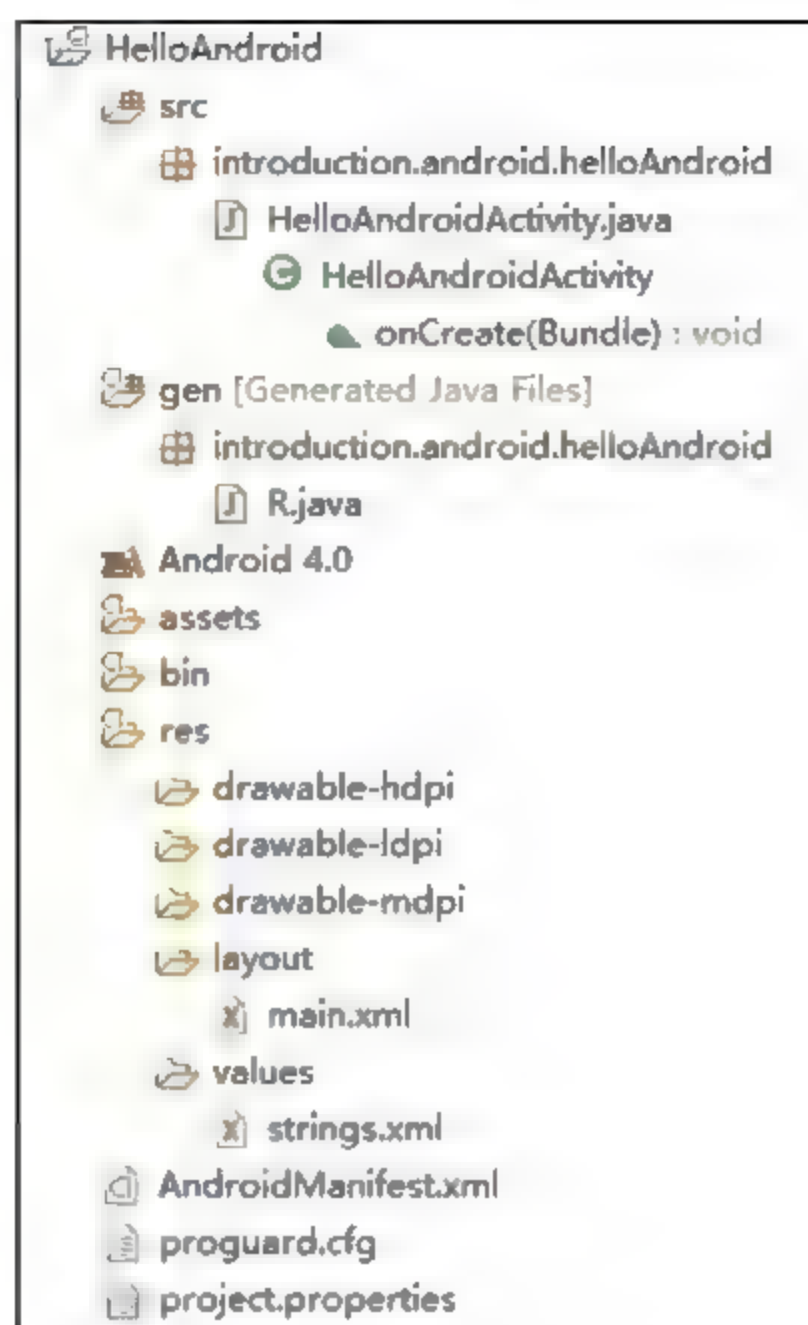 HelloAndroid
src
introduction.android.helloAndroid
HelloAndroidActivity.java
HelloAndroidActivity
onCreate(Bundle) : void
gen [Generated Java Files]
introduction.android.helloAndroid
R.java
Android 4.0
assets
bin
res
drawable-hdpi
drawable-ldpi
drawable-mdpi
layout
main.xml
values
strings.xml
AndroidManifest.xml
proguard.cfg
project.properties